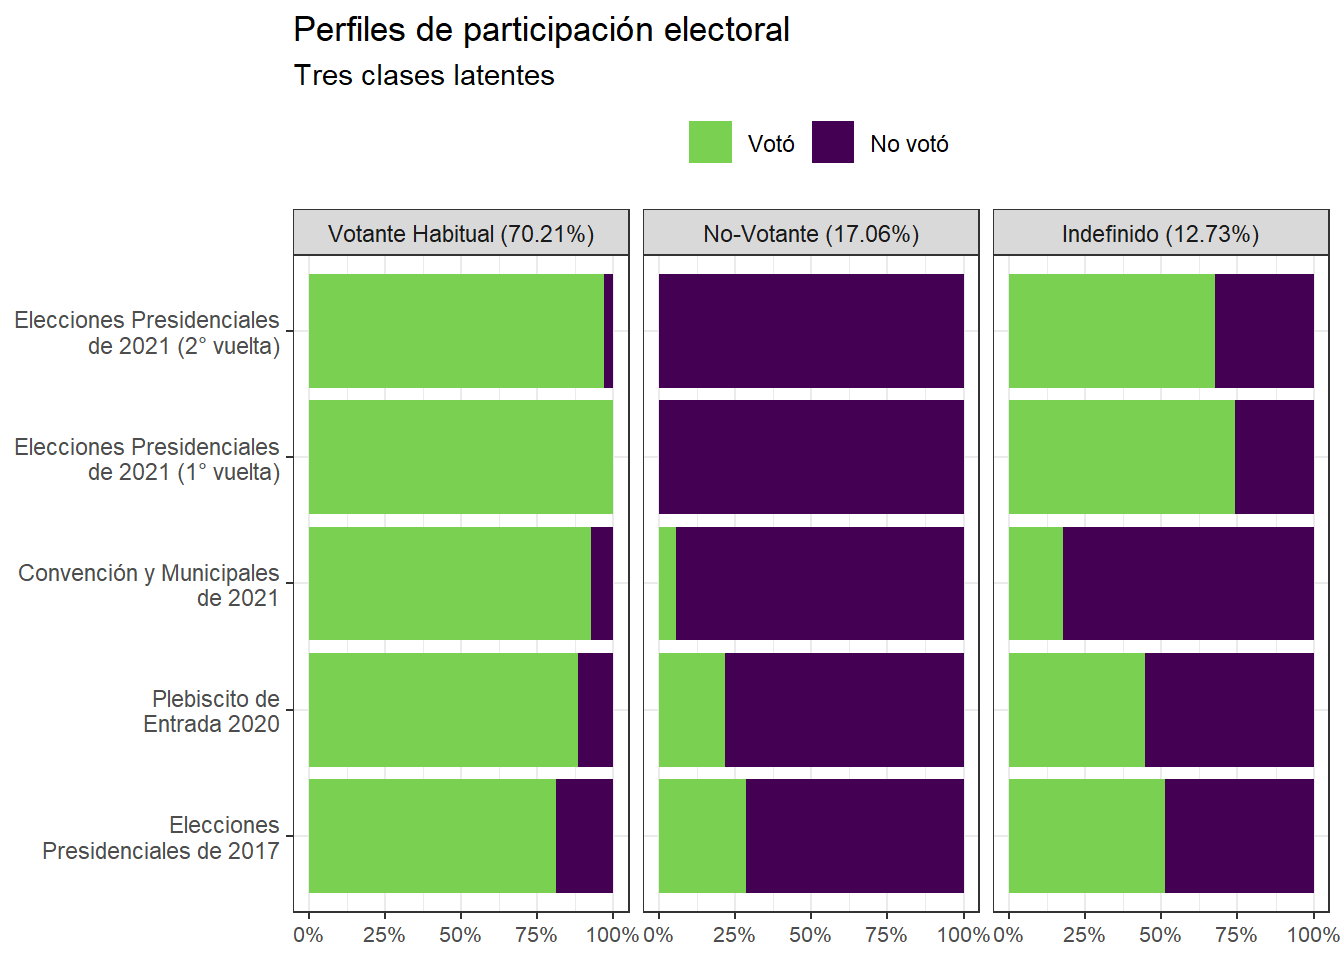 Perfiles de participación electoral
Tres clases latentes
Votó
No votó
Votante Habitual (70.21%)
No-Votante (17.06%)
Indefinido (12.73%)
Elecciones Presidenciales
de 2021 (2° vuelta)
Elecciones Presidenciales
de 2021 (1° vuelta)
Convención y Municipales
de 2021
Plebiscito de
Entrada 2020
Elecciones
Presidenciales de 2017
0% 25% 50% 75% 100%
0% 25% 50% 75% 100%
0% 25% 50% 75% 100%